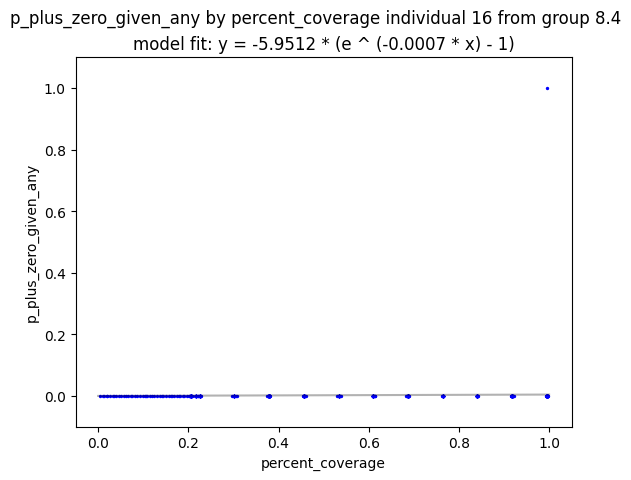 p_plus_zero_given_any by percent_coverage individual 16 from group 8.4
model fit: y = -5.9512 * (e ^ (-0.0007 * x) - 1)
1.0
0.8
0.6
0.4
0.2
0.0
p_plus_zero_given_any
0.0 0.2 0.4 0.6 0.8 1.0
percent_coverage